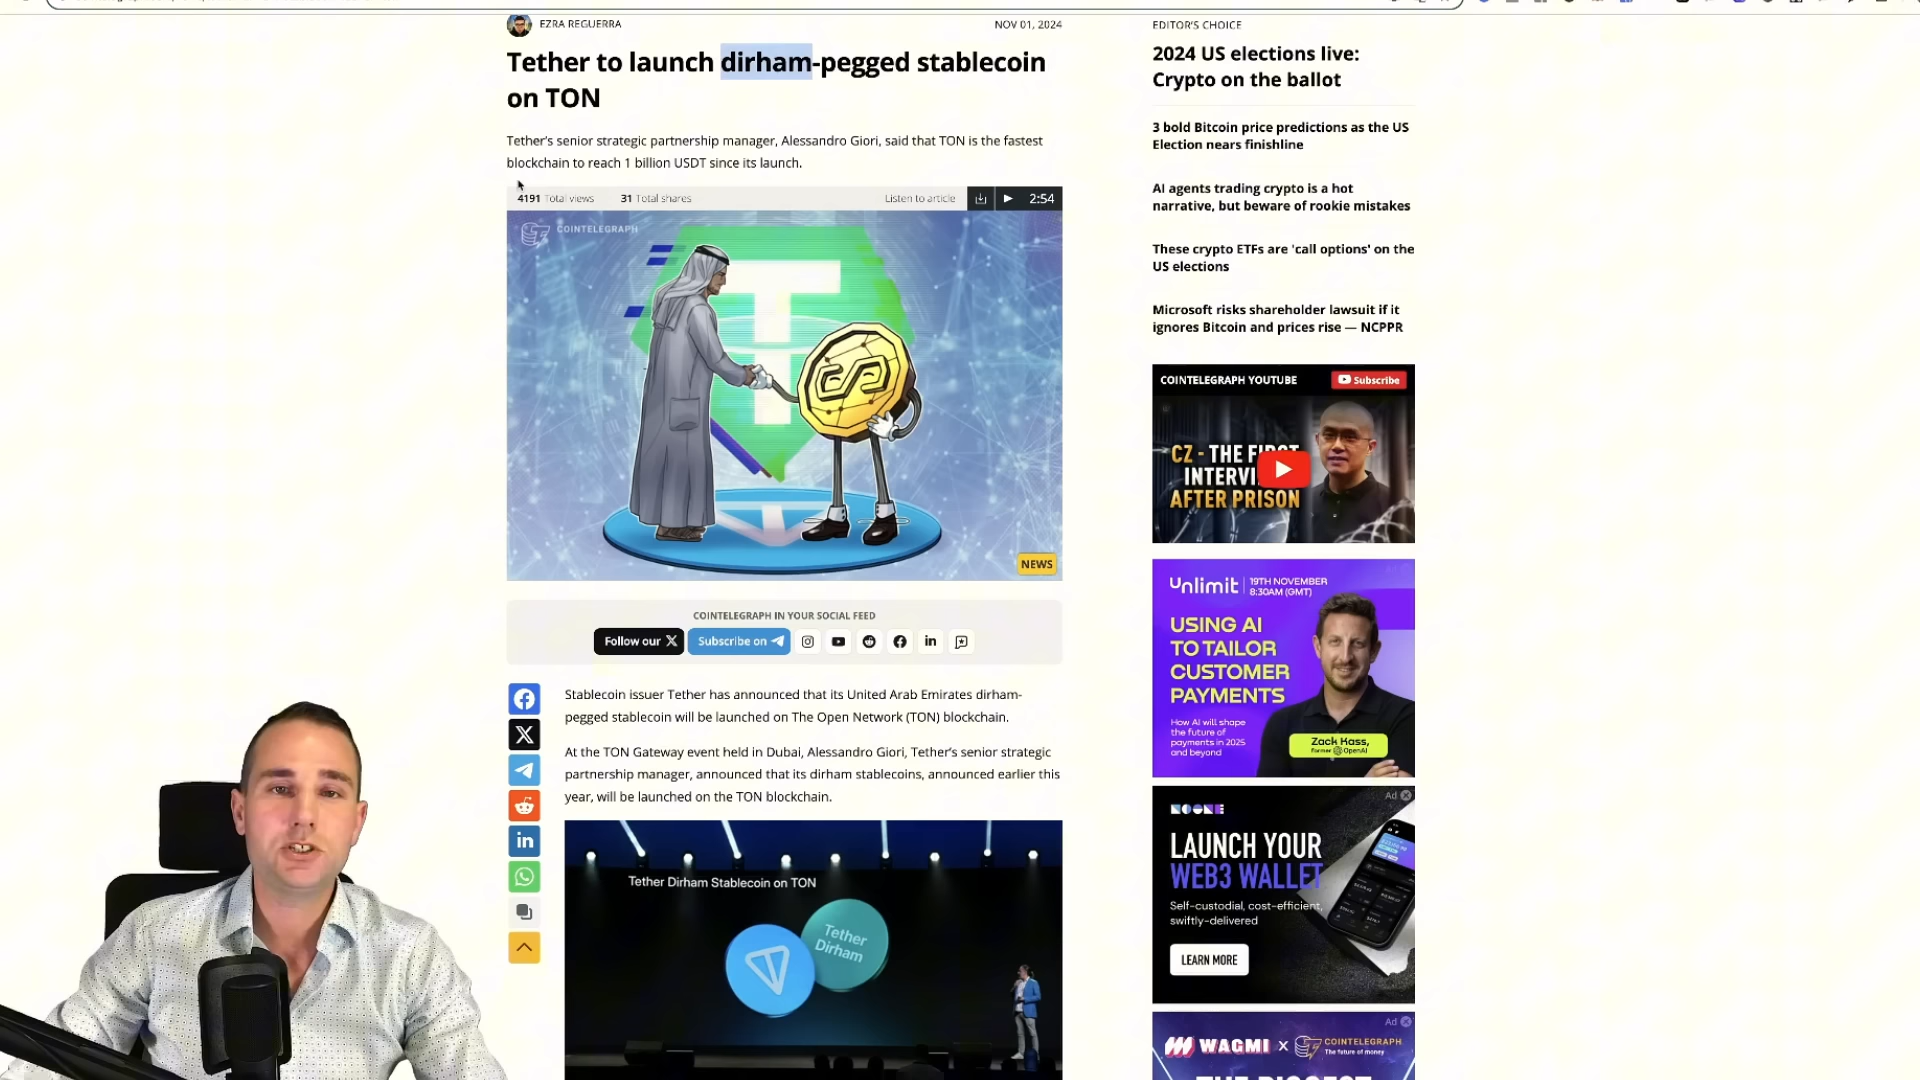 EZRA REGUERRA
NOV 01, 2024
Tether to launch dirham-pegged stablecoin
on TON
Tether's senior strategic partnership manager, Alessandro Giori, said that TON is the fastest
blockchain to reach 1 billion USDT since its launch.
4191 Total views 31 Total shares Listen to article 2:54
COINTELEGRAPH
NEWS
COINTELEGRAPH IN YOUR SOCIAL FEED
Follow our X Subscribe on
Stablecoin issuer Tether has announced that its United Arab Emirates dirham-
pegged stablecoin will be launched on The Open Network (TON) blockchain.
At the TON Gateway event held in Dubai, Alessandro Giori, Tether's senior strategic
partnership manager, announced that its dirham stablecoins, announced earlier this
year, will be launched on the TON blockchain.
Tether Dirham Stablecoin on TON
Tether
Dirham
EDITOR'S CHOICE
2024 US elections live:
Crypto on the ballot
3 bold Bitcoin price predictions as the US
Election nears finishline
AI agents trading crypto is a hot
narrative, but beware of rookie mistakes
These crypto ETFs are 'call options' on the
US elections
Microsoft risks shareholder lawsuit if it
ignores Bitcoin and prices rise — NCPPR
COINTELEGRAPH YOUTUBE Subscribe
CZ - THE FIRST
INTERVI
AFTER PRISON
Unlimit 19TH NOVEMBER
8:30AM (GMT)
USING AI
TO TAILOR
CUSTOMER
PAYMENTS
How AI will shape
the future of
payments in 2025
and beyond
Zack Kass,
Former OpenAI
Ad
LAUNCH YOUR
WEB3 WALLET
Self-custodial, cost-efficient,
swiftly-delivered
LEARN MORE
Ad
WAGMI X COINTELEGRAPH
The future of money